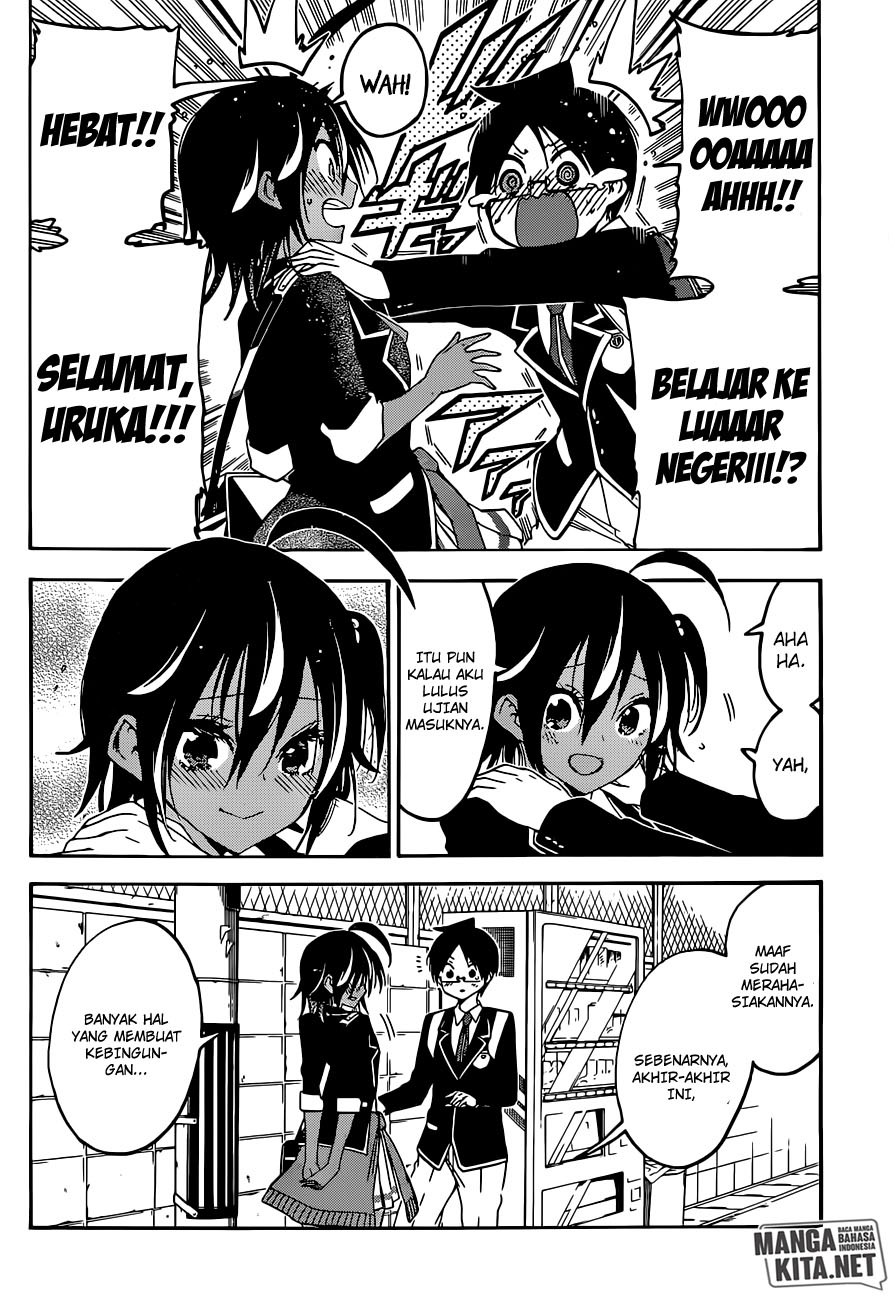 WWOOO
OOAAAAA
AHHH!!
BELAJAR KE
LUAAAR
NEGERIII!?
WAH!
HEBAT!!
SELAMAT,
URUKA!!!
AHA
HA.
YAH,
ITU PUN
KALAU AKU
LULUS
UJIAN
MASUKNYA.
MAAF
SUDAH
MERAHA-
SIAKANNYA.
SEBENARNYA,
AKHIR-AKHIR
INI,
BANYAK HAL
YANG MEMBUAT
KEBINGUN-
GAN...
MANGA
KITA.NET
BACA MANGA
BAHASA
INDONESIA